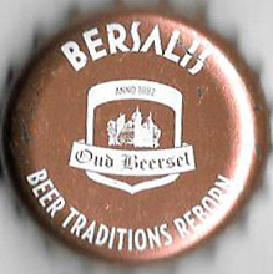 BERSALIS
ANNO 1882
Oud Beersel
BEER TRADITIONS REBORN